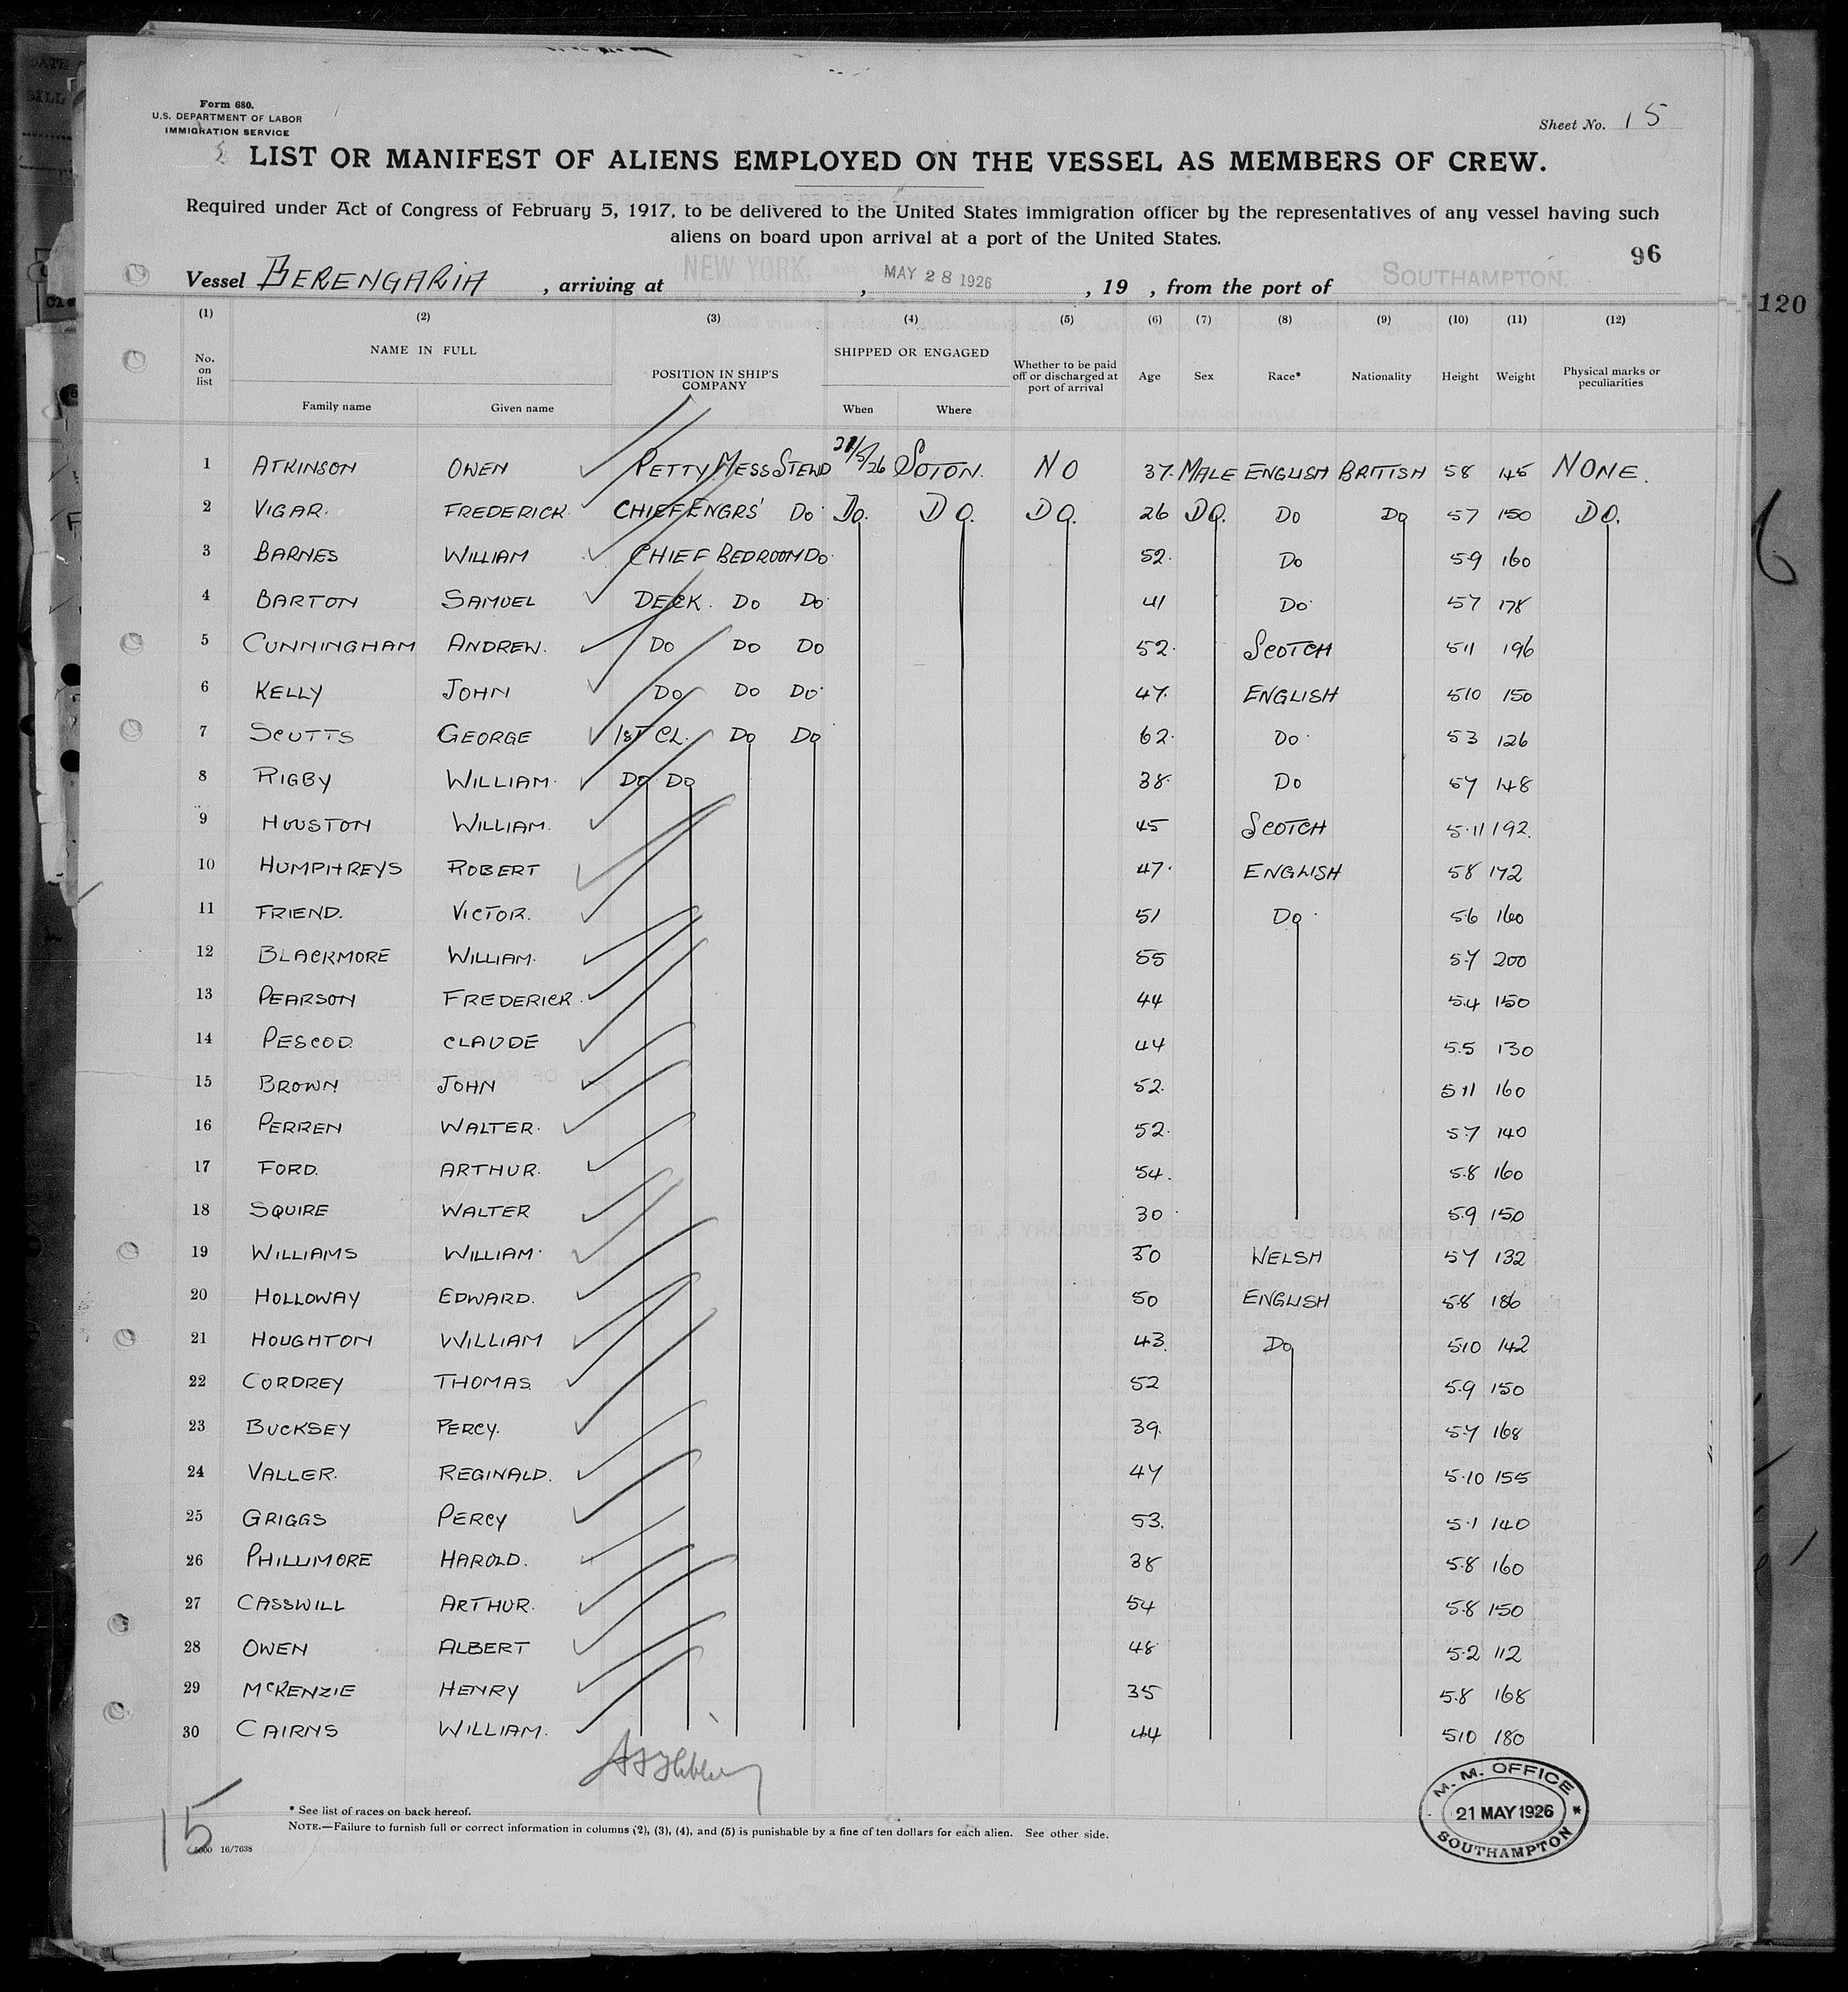 Form 680.
U.S. DEPARTMENT OF LABOR
IMMIGRATION SERVICE
Sheet No. 15
LIST OR MANIFEST OF ALIENS EMPLOYED ON THE VESSEL AS MEMBERS OF CREW.
Required under Act of Congress of February 5, 1917, to be delivered to the United States immigration officer by the representatives of any vessel having such
aliens on board upon arrival at a port of the United States.
96
Vessel BERENGARIA, arriving at NEW YORK, MAY 28 1926, 19 , from the port of SOUTHAMPTON.
120
(1) (2) (3) (4) (5) (6) (7) (8) (9) (10) (11) (12)
No. on list NAME IN FULL POSITION IN SHIP'S COMPANY SHIPPED OR ENGAGED Whether to be paid off or discharged at port of arrival Age Sex Race* Nationality Height Weight Physical marks or peculiarities
Family name Given name When Where
1 ATKINSON OWEN PETTY MESS STEWD 21/5/26 SOTON. NO 37. MALE ENGLISH BRITISH 58 145 NONE.
2 VIGAR. FREDERICK CHIEF ENGRS' DO DO. DO. DO. 26 DO. DO DO 57 150 DO.
3 BARNES WILLIAM CHIEF BEDROOM DO 52. DO 5.9 160
4 BARTON SAMUEL DECK. DO DO 41 DO 57 178
5 CUNNINGHAM ANDREW. DO DO DO 52. SCOTCH 511 196
6 KELLY JOHN DO DO DO 47. ENGLISH 510 150
7 SCUTTS GEORGE 1ST CL. DO DO 62. DO 53 126
8 RIGBY WILLIAM. DO DO 38. DO 57 148
9 HOUSTON WILLIAM. 45 SCOTCH 5.11 192.
10 HUMPHREYS ROBERT 47. ENGLISH 58 172
11 FRIEND. VICTOR. 51 DO 5.6 160
12 BLACKMORE WILLIAM. 55 5.7 200
13 PEARSON FREDERICK. 44 5.4 150
14 PESCOD. CLAUDE 44 5.5 130
15 BROWN JOHN 52. 511 160
16 PERREN WALTER. 52. 5.7 140
17 FORD. ARTHUR. 54. 5.8 160
18 SQUIRE WALTER 30 5.9 150
19 WILLIAMS WILLIAM. 50 WELSH 57 132
20 HOLLOWAY EDWARD. 50 ENGLISH 5.8 186
21 HOUGHTON WILLIAM 43. DO 510 142
22 CORDREY THOMAS 52 5.9 150
23 BUCKSEY PERCY. 39. 5.7 168
24 VALLER. REGINALD. 47 5.10 155
25 GRIGGS PERCY 53. 5.1 140
26 PHILLIMORE HAROLD. 38 5.8 160
27 CASSWILL ARTHUR. 54 5.8 150
28 OWEN ALBERT 48 5.2 112
29 McKENZIE HENRY 35 5.8 168
30 CAIRNS WILLIAM. 44 510 180
* See list of races on back hereof.
NOTE.—Failure to furnish full or correct information in columns (2), (3), (4), and (5) is punishable by a fine of ten dollars for each alien. See other side.
15
5000 16/7638
M. M. OFFICE
21 MAY 1926
SOUTHAMPTON